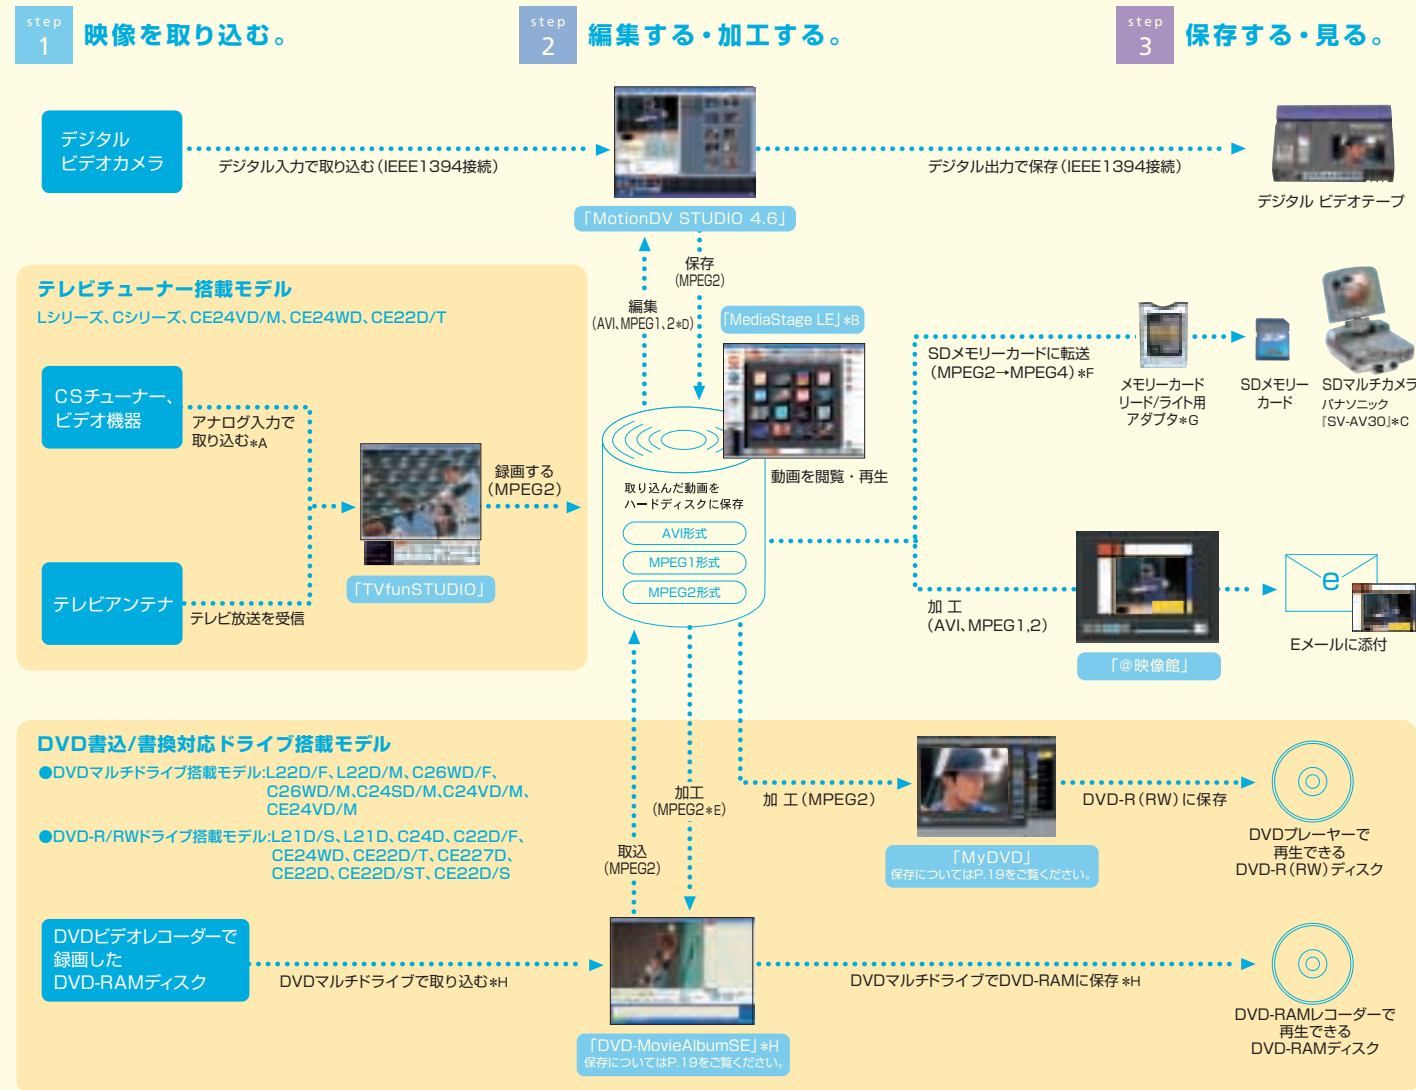 step
1
映像を取り込む。
step
2
編集する・加工する。
step
3
保存する・見る。
デジタル
ビデオカメラ
デジタル入力で取り込む（IEEE1394接続）
「MotionDV STUDIO 4.6」
デジタル出力で保存（IEEE1394接続）
デジタル ビデオテープ
編集
（AVI、MPEG1,2*D）
保存
（MPEG2）
テレビチューナー搭載モデル
Lシリーズ、Cシリーズ、CE24VD/M、CE24WD、CE22D/T
CSチューナー、
ビデオ機器
アナログ入力で
取り込む*A
テレビアンテナ
テレビ放送を受信
「TVfunSTUDIO」
録画する
（MPEG2）
「MediaStage LE」*B
動画を閲覧・再生
取り込んだ動画を
ハードディスクに保存
AVI形式
MPEG1形式
MPEG2形式
SDメモリーカードに転送
（MPEG2→MPEG4）*F
メモリーカード
リード/ライト用
アダプタ*G
SDメモリー
カード
SDマルチカメラ
パナソニック
『SV-AV30』*C
加 工
（AVI、MPEG1,2）
「@映像館」
e
Eメールに添付
DVD書込/書換対応ドライブ搭載モデル
●DVDマルチドライブ搭載モデル:L22D/F、L22D/M、C26WD/F、
C26WD/M、C24SD/M、C24VD/M、
CE24VD/M
●DVD-R/RWドライブ搭載モデル:L21D/S、L21D、C24D、C22D/F、
CE24WD、CE22D/T、CE227D、
CE22D、CE22D/ST、CE22D/S
取込
（MPEG2）
加工
（MPEG2*E）
加 工（MPEG2）
「MyDVD」
保存についてはP.19をご覧ください。
DVD-R（RW）に保存
DVDプレーヤーで
再生できる
DVD-R（RW）ディスク
DVDビデオレコーダーで
録画した
DVD-RAMディスク
DVDマルチドライブで取り込む*H
「DVD-MovieAlbumSE」*H
保存についてはP.19をご覧ください。
DVDマルチドライブでDVD-RAMに保存*H
DVD-RAMレコーダーで
再生できる
DVD-RAMディスク